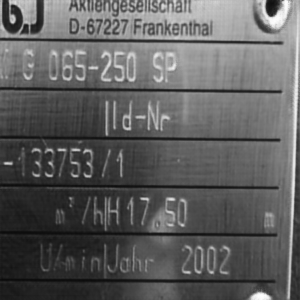 Aktiengesellschaft
D-67227 Frankenthal
G 065-250 SP
Id-Nr
-133753/1
m³/h H 17.50 m
U/min Jahr 2002